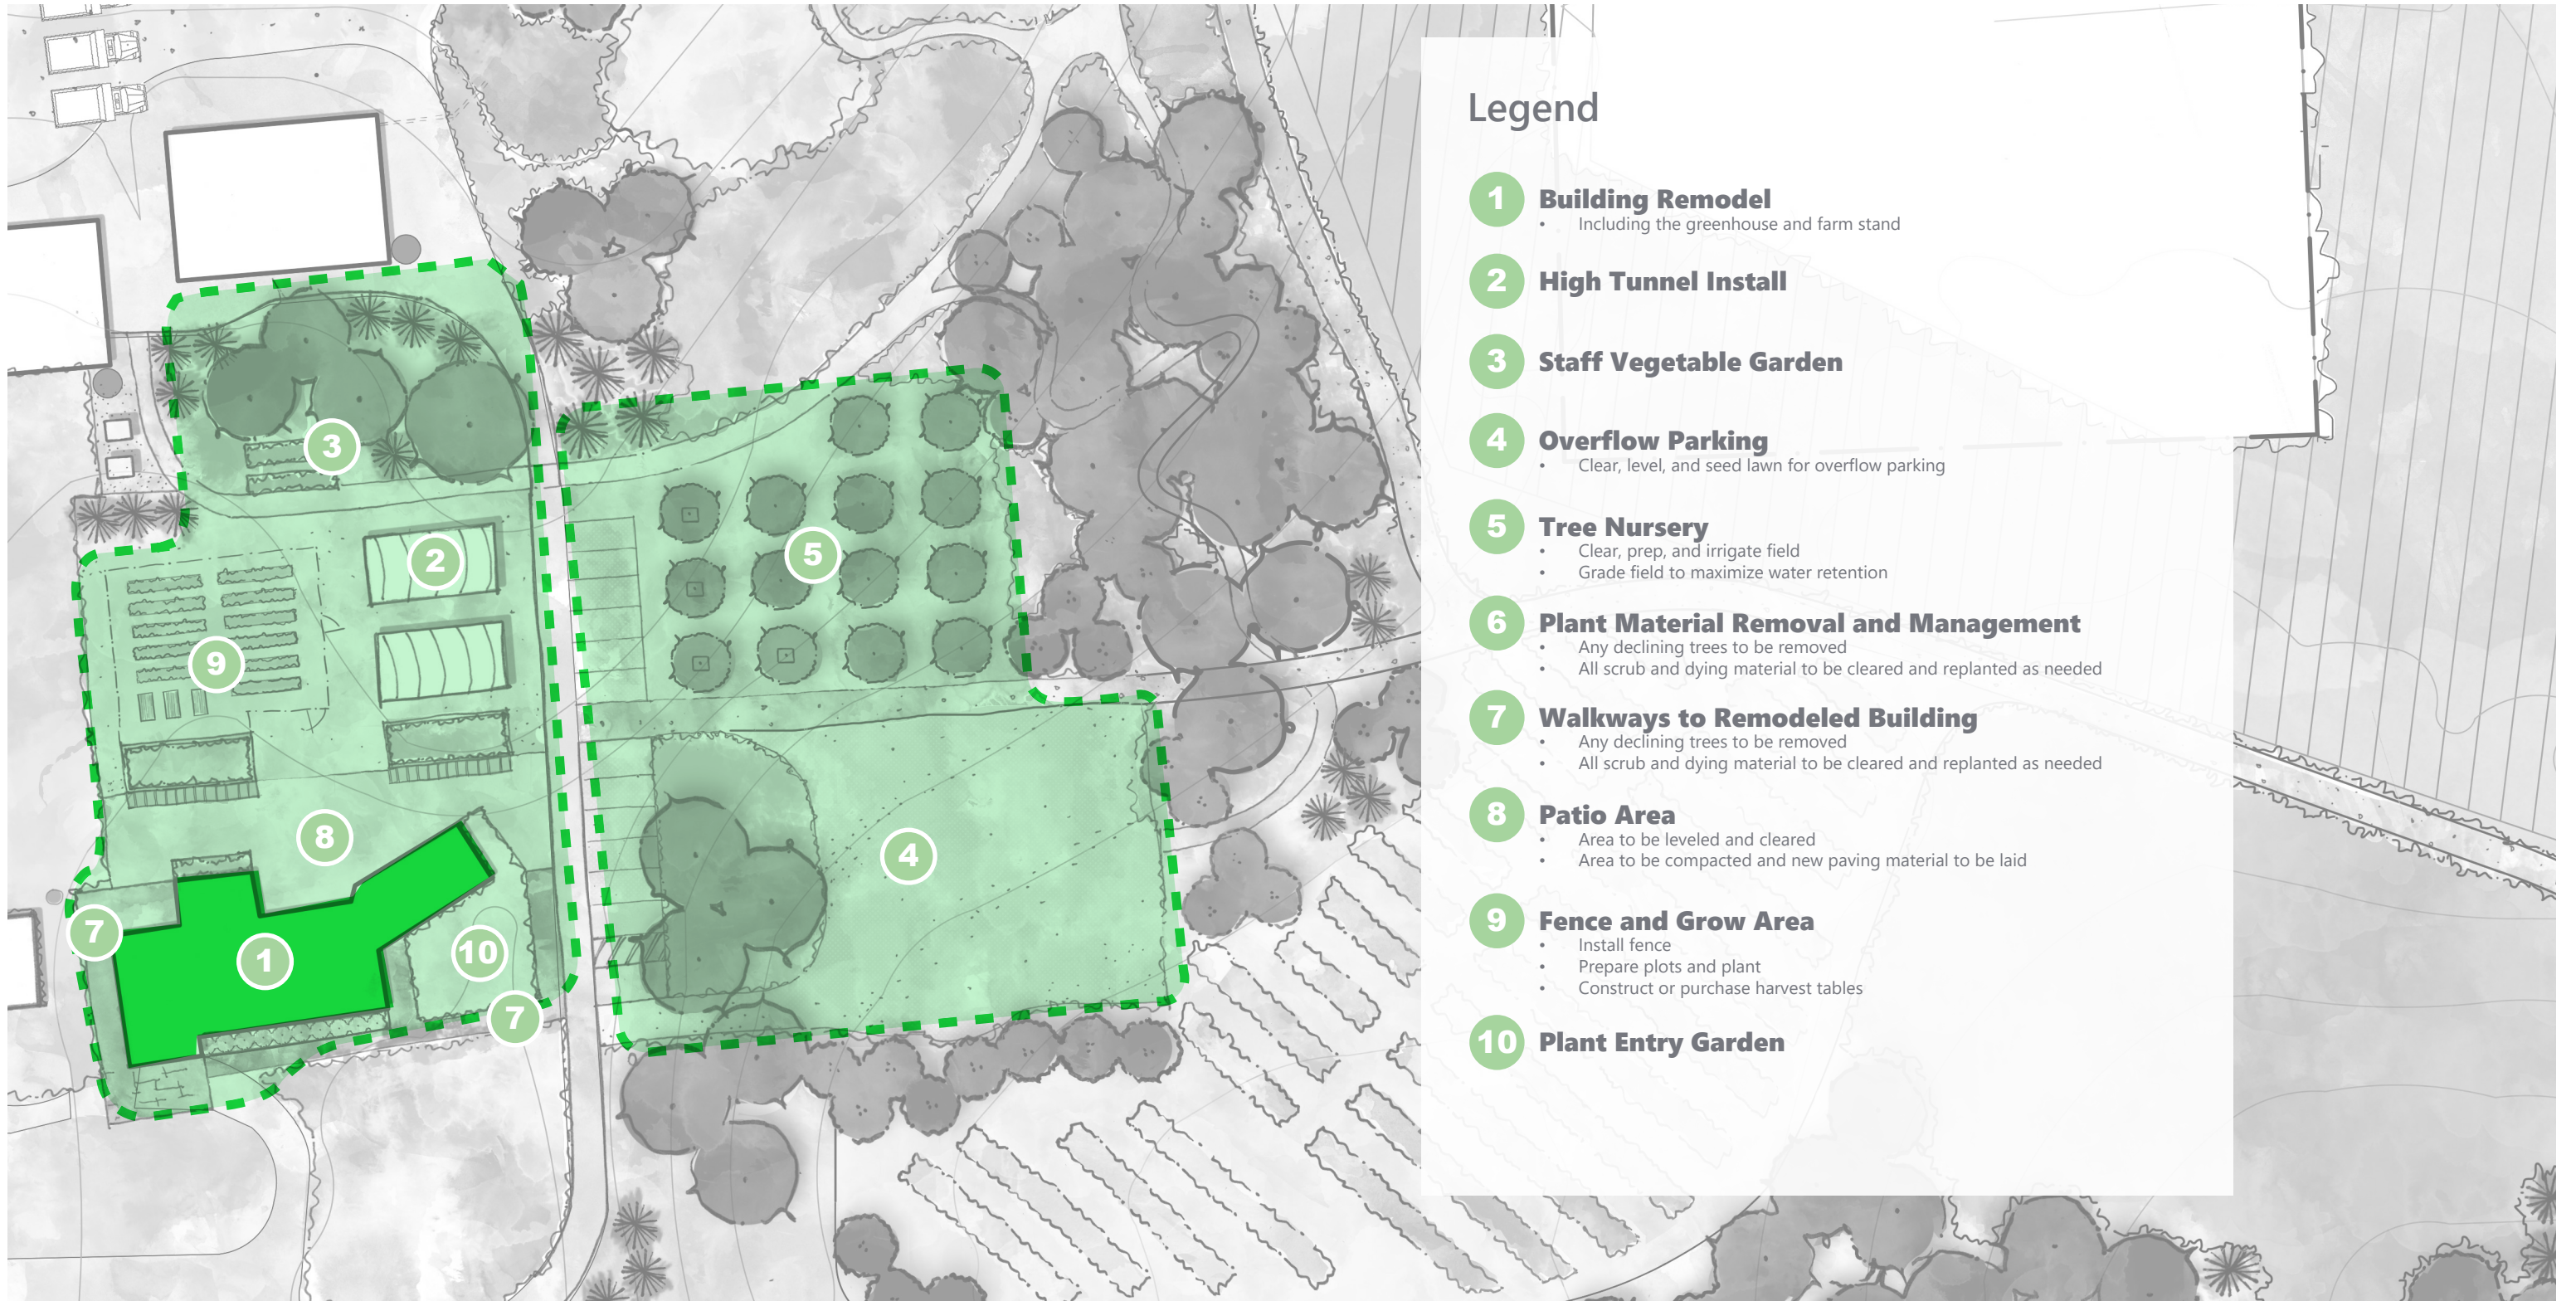 Legend
1 Building Remodel
• Including the greenhouse and farm stand
2 High Tunnel Install
3 Staff Vegetable Garden
4 Overflow Parking
• Clear, level, and seed lawn for overflow parking
5 Tree Nursery
• Clear, prep, and irrigate field
• Grade field to maximize water retention
6 Plant Material Removal and Management
• Any declining trees to be removed
• All scrub and dying material to be cleared and replanted as needed
7 Walkways to Remodeled Building
• Any declining trees to be removed
• All scrub and dying material to be cleared and replanted as needed
8 Patio Area
• Area to be leveled and cleared
• Area to be compacted and new paving material to be laid
9 Fence and Grow Area
• Install fence
• Prepare plots and plant
• Construct or purchase harvest tables
10 Plant Entry Garden
3
2
5
9
8
4
7
1
10
7